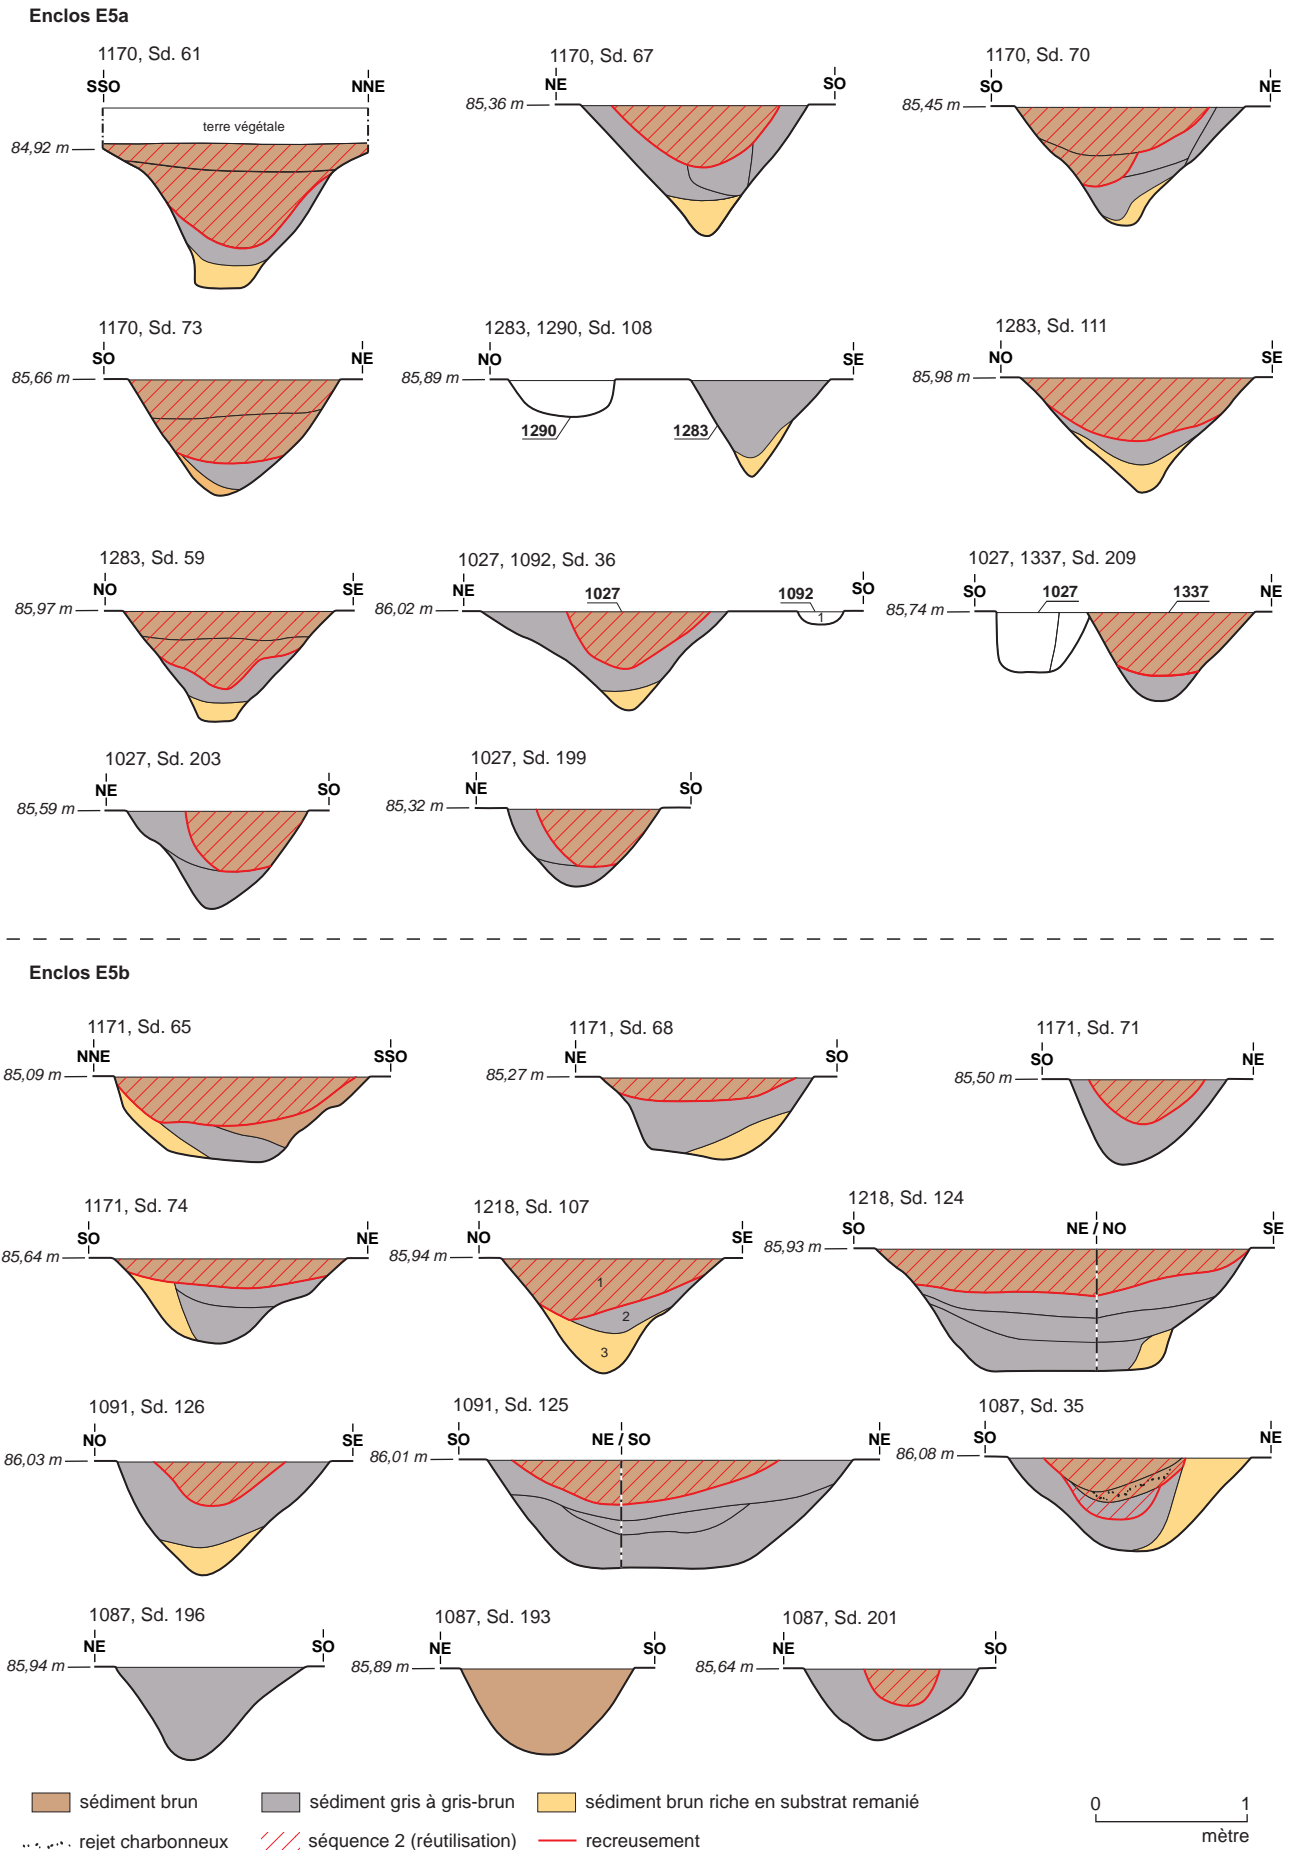 Enclos E5a
1170, Sd. 61
SSO
NNE
terre végétale
84,92 m
1170, Sd. 67
NE
SO
85,36 m
1170, Sd. 70
SO
NE
85,45 m
1170, Sd. 73
SO
NE
85,66 m
1283, 1290, Sd. 108
NO
SE
85,89 m
1290
1283
1283, Sd. 111
NO
SE
85,98 m
1283, Sd. 59
NO
SE
85,97 m
1027, 1092, Sd. 36
NE
SO
86,02 m
1027
1092
1
1027, 1337, Sd. 209
SO
NE
85,74 m
1027
1337
1027, Sd. 203
NE
SO
85,59 m
1027, Sd. 199
NE
SO
85,32 m
Enclos E5b
1171, Sd. 65
NNE
SSO
85,09 m
1171, Sd. 68
NE
SO
85,27 m
1171, Sd. 71
SO
NE
85,50 m
1171, Sd. 74
SO
NE
85,64 m
1218, Sd. 107
NO
SE
85,94 m
1
2
3
1218, Sd. 124
SO
NE / NO
SE
85,93 m
1091, Sd. 126
NO
SE
86,03 m
1091, Sd. 125
SO
NE / SO
NE
86,01 m
1087, Sd. 35
SO
NE
86,08 m
1087, Sd. 196
NE
SO
85,94 m
1087, Sd. 193
NE
SO
85,89 m
1087, Sd. 201
NE
SO
85,64 m
sédiment brun
sédiment gris à gris-brun
sédiment brun riche en substrat remanié
rejet charbonneux
séquence 2 (réutilisation)
recreusement
0
1
mètre